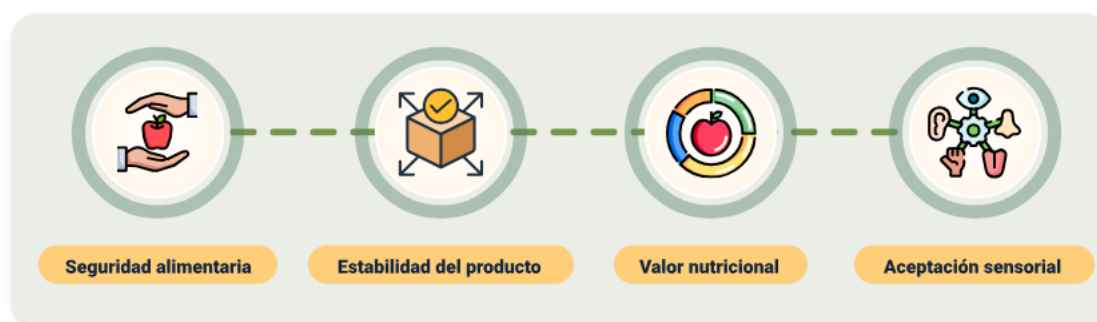 Seguridad alimentaria
Estabilidad del producto
Valor nutricional
Aceptación sensorial